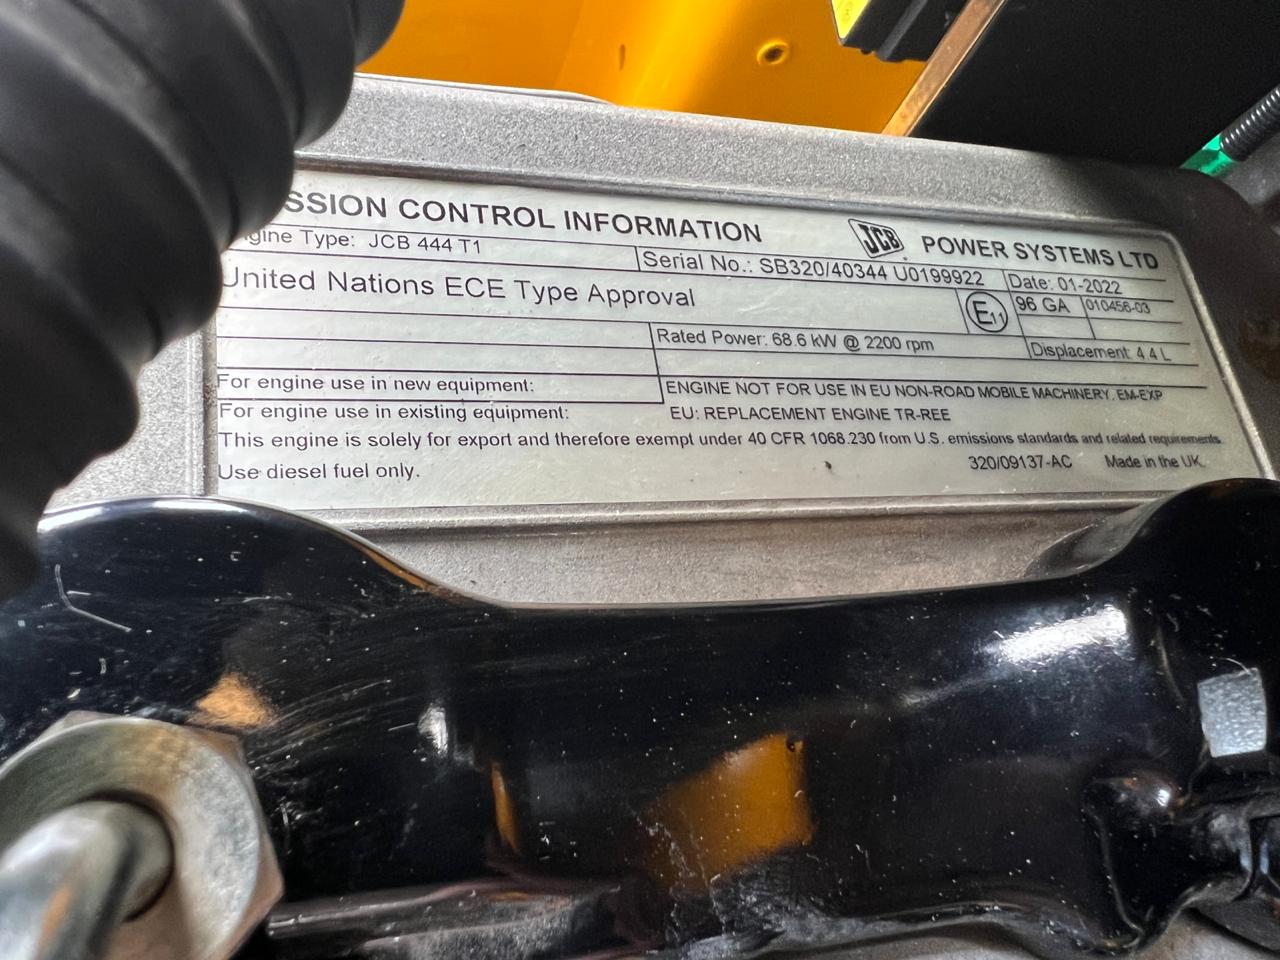 SSION CONTROL INFORMATION
JCB POWER SYSTEMS LTD
gine Type: JCB 444 T1
Serial No.: SB320/40344 U0199922
Date: 01-2022
United Nations ECE Type Approval
E11
96 GA
010456-03
Rated Power: 68.6 kW @ 2200 rpm
Displacement: 4.4 L
For engine use in new equipment:
ENGINE NOT FOR USE IN EU NON-ROAD MOBILE MACHINERY. EM-EXP
For engine use in existing equipment:
EU: REPLACEMENT ENGINE TR-REE
This engine is solely for export and therefore exempt under 40 CFR 1068.230 from U.S. emissions standards and related requirements.
Use diesel fuel only.
320/09137-AC
Made in the UK.